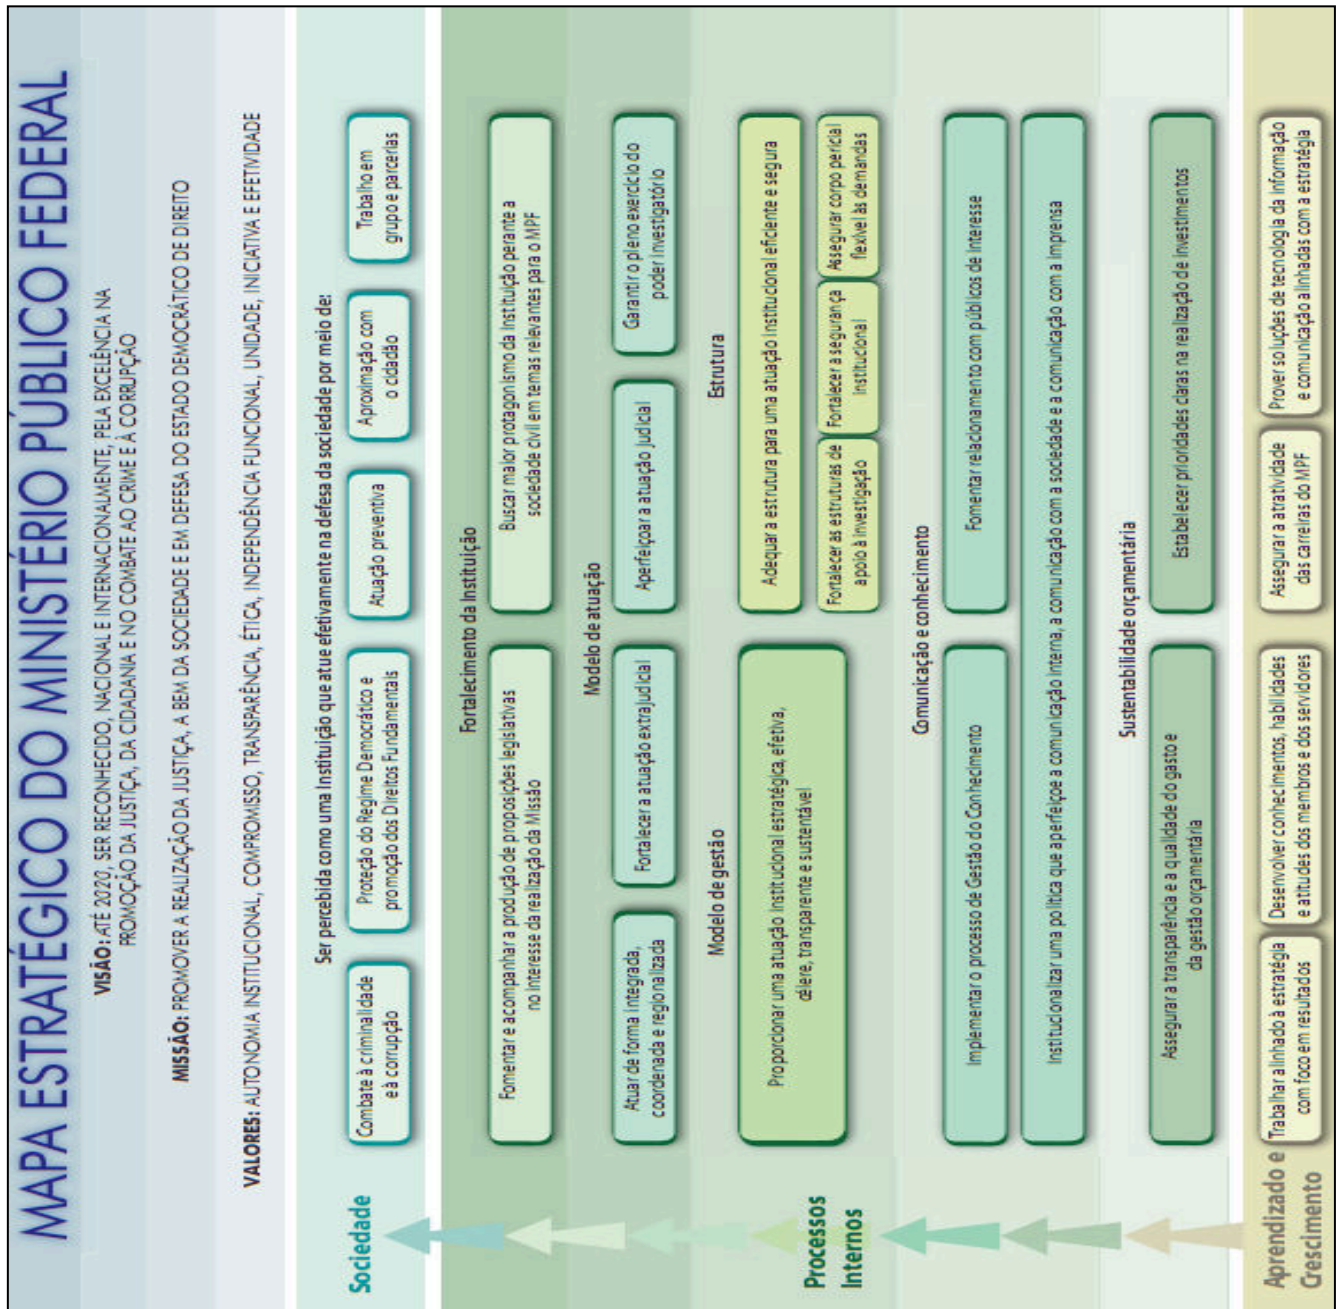 MAPA ESTRATÉGICO DO MINISTÉRIO PÚBLICO FEDERAL
VISÃO: ATÉ 2020, SER RECONHECIDO, NACIONAL E INTERNACIONALMENTE, PELA EXCELÊNCIA NA
PROMOÇÃO DA JUSTIÇA, DA CIDADANIA E NO COMBATE AO CRIME E À CORRUPÇÃO
MISSÃO: PROMOVER A REALIZAÇÃO DA JUSTIÇA, A BEM DA SOCIEDADE E EM DEFESA DO ESTADO DEMOCRÁTICO DE DIREITO
VALORES: AUTONOMIA INSTITUCIONAL, COMPROMISSO, TRANSPARÊNCIA, ÉTICA, INDEPENDÊNCIA FUNCIONAL, UNIDADE, INICIATIVA E EFETIVIDADE
Sociedade
Ser percebida como uma Instituição que atue efetivamente na defesa da sociedade por meio de:
Combate à criminalidade
e à corrupção
Proteção do Regime Democrático e
promoção dos Direitos Fundamentais
Atuação preventiva
Aproximação com
o cidadão
Trabalho em
grupo e parcerias
Processos
Internos
Fortalecimento da Instituição
Fomentar e acompanhar a produção de proposições legislativas
no interesse da realização da Missão
Buscar maior protagonismo da Instituição perante a
sociedade civil em temas relevantes para o MPF
Modelo de atuação
Atuar de forma integrada,
coordenada e regionalizada
Fortalecer a atuação extrajudicial
Aperfeiçoar a atuação judicial
Garantir o pleno exercício do
poder investigatório
Modelo de gestão
Proporcionar uma atuação institucional estratégica, efetiva,
célere, transparente e sustentável
Estrutura
Adequar a estrutura para uma atuação institucional eficiente e segura
Fortalecer as estruturas de
apoio à investigação
Fortalecer a segurança
institucional
Assegurar corpo pericial
flexível às demandas
Comunicação e conhecimento
Implementar o processo de Gestão do Conhecimento
Fomentar relacionamento com públicos de interesse
Institucionalizar uma política que aperfeiçoe a comunicação interna, a comunicação com a sociedade e a comunicação com a imprensa
Sustentabilidade orçamentária
Assegurar a transparência e a qualidade do gasto e
da gestão orçamentária
Estabelecer prioridades claras na realização de investimentos
Aprendizado e
Crescimento
Trabalhar alinhado à estratégia
com foco em resultados
Desenvolver conhecimentos, habilidades
e atitudes dos membros e dos servidores
Assegurar a atratividade
das carreiras do MPF
Prover soluções de tecnologia da informação
e comunicação alinhadas com a estratégia